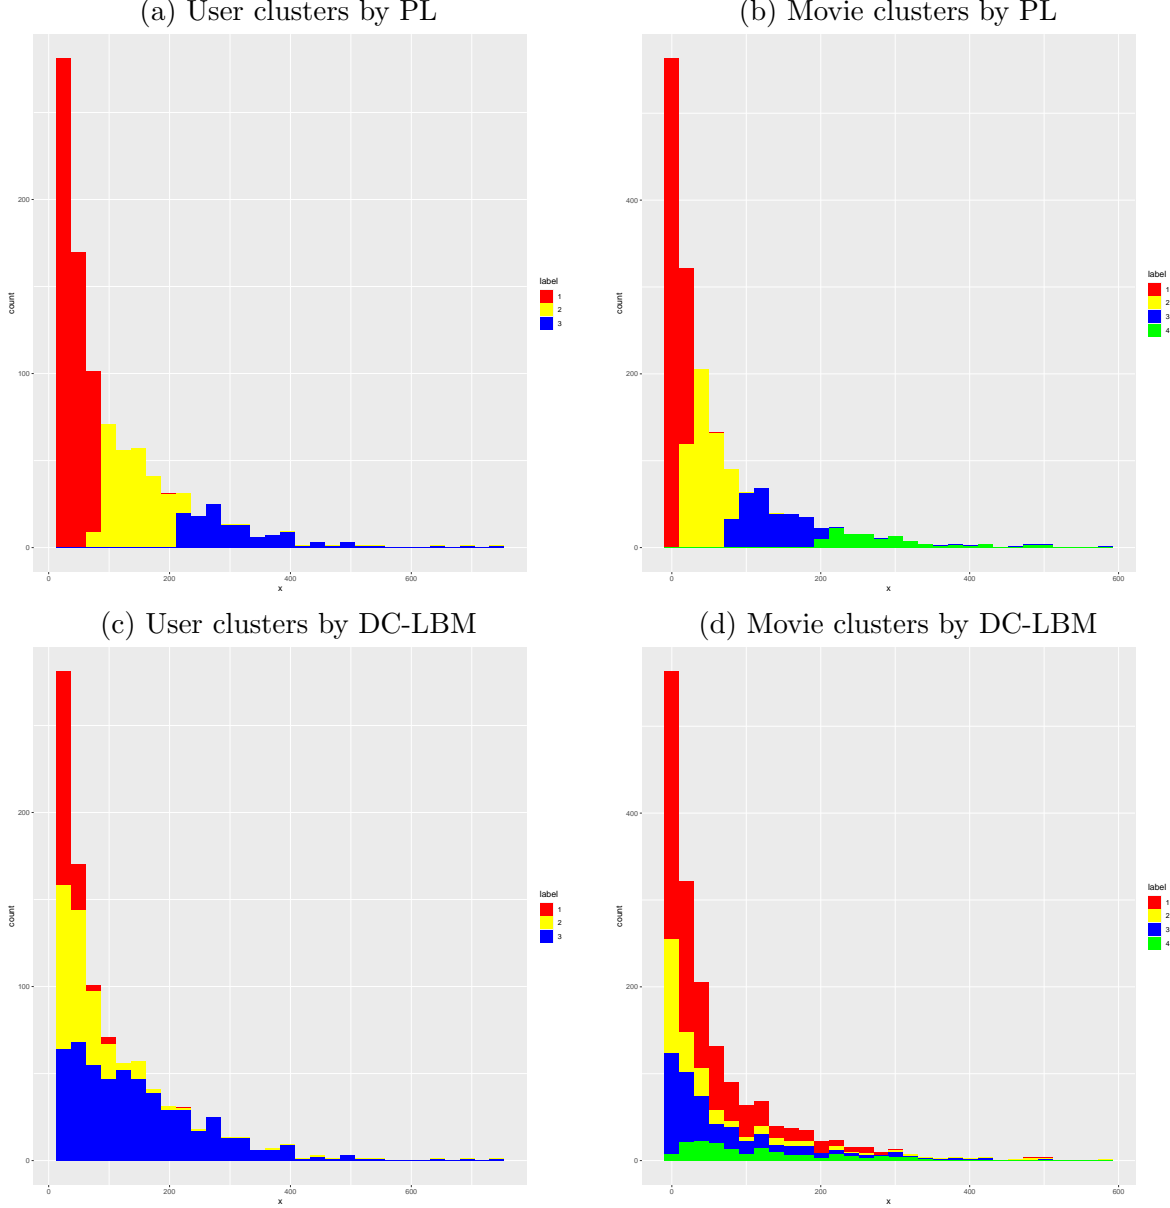 (a) User clusters by PL
count
200
100
0
0
200
400
600
x
label
1
2
3
(b) Movie clusters by PL
count
400
200
0
0
200
400
600
x
label
1
2
3
4
(c) User clusters by DC-LBM
count
200
100
0
0
200
400
600
x
label
1
2
3
(d) Movie clusters by DC-LBM
count
400
200
0
0
200
400
600
x
label
1
2
3
4